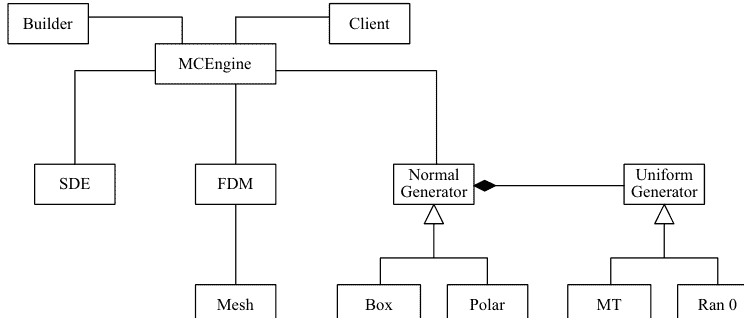 Builder
Client
MCEngine
SDE
FDM
Normal
Generator
Uniform
Generator
Mesh
Box
Polar
MT
Ran 0